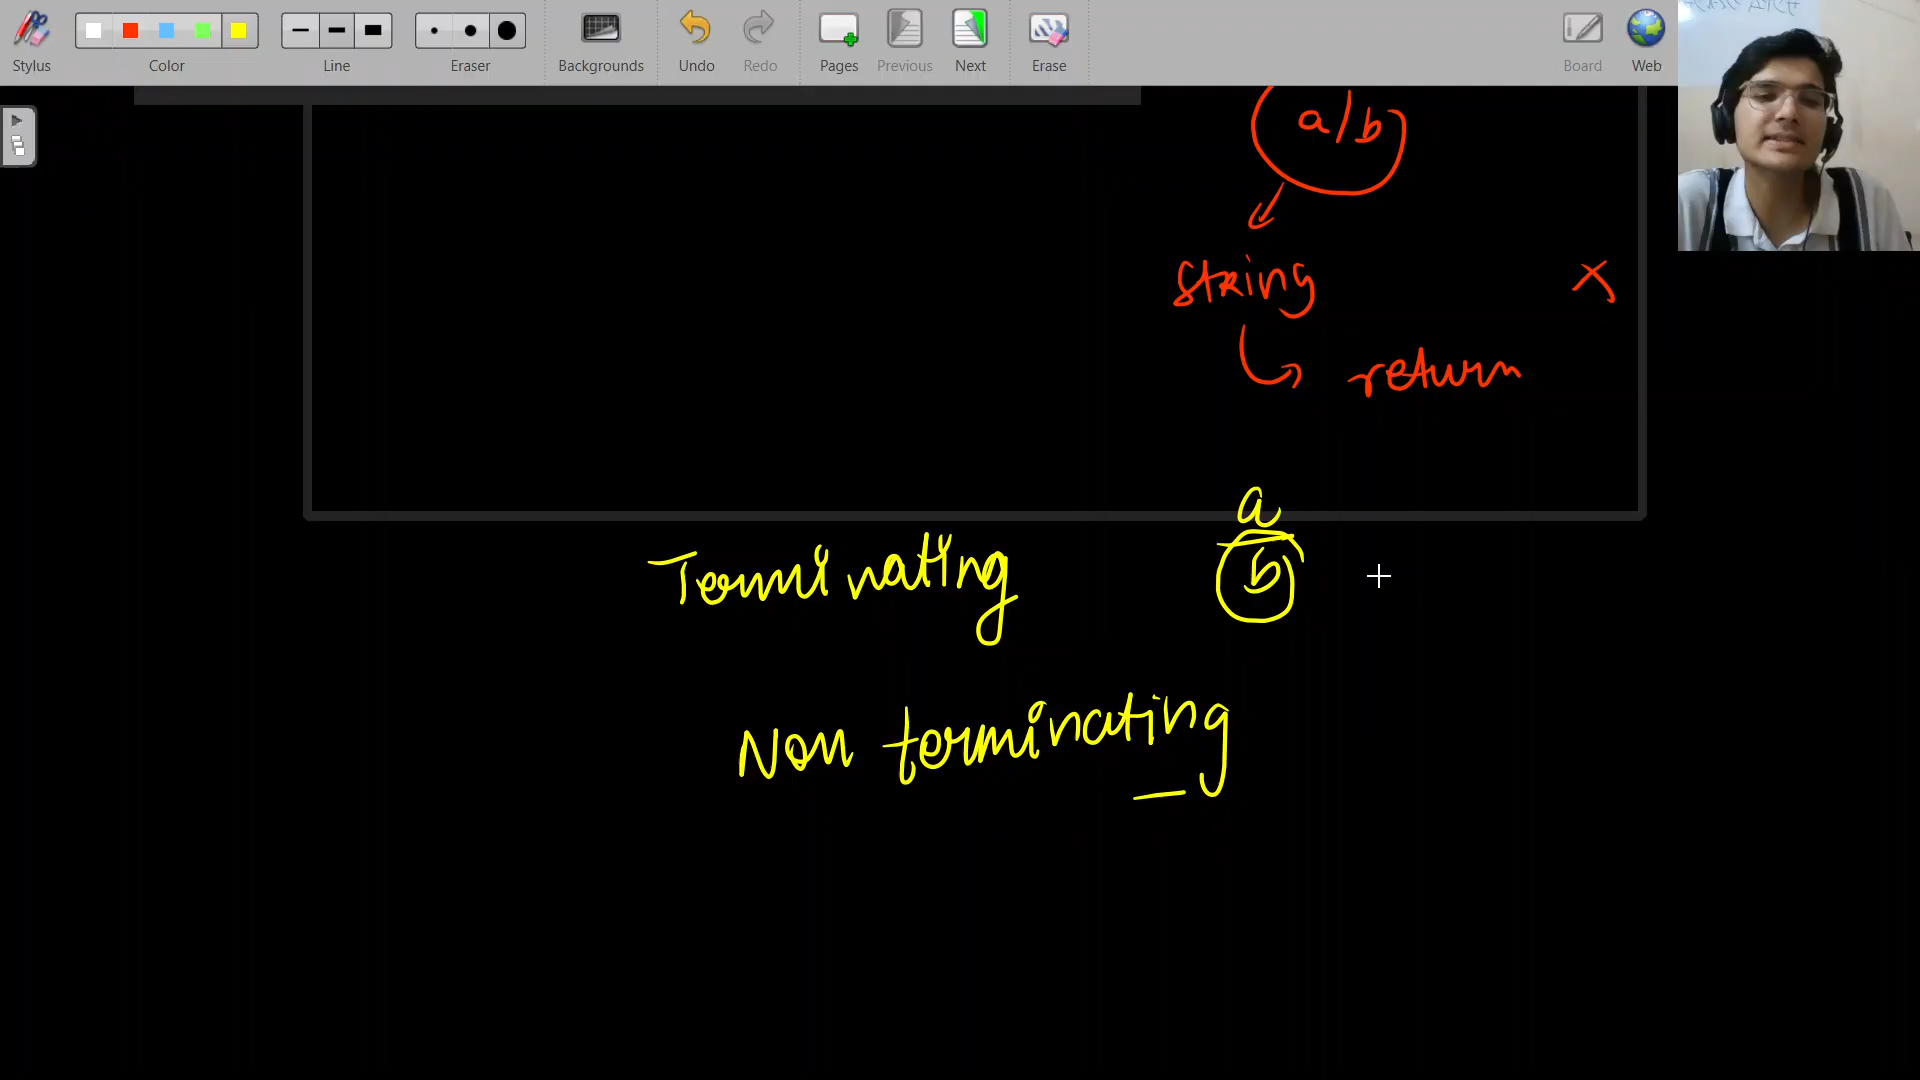 Stylus
Color
Line
Eraser
Backgrounds
Undo
Redo
Pages
Previous
Next
Erase
Board
Web
a/b
string
x
return
a
b
Terminating
Non terminating